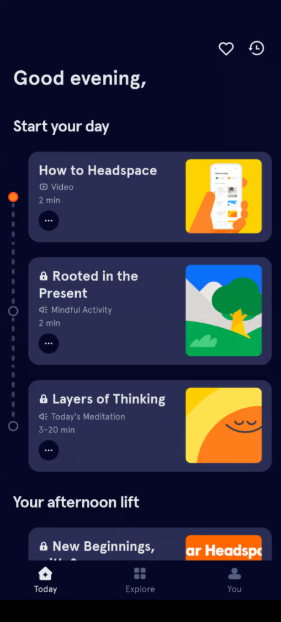 Good evening,
Start your day
How to Headspace
Video
2 min
Rooted in the
Present
Mindful Activity
2 min
Layers of Thinking
Today's Meditation
3–20 min
Your afternoon lift
New Beginnings,
ar Headspa
Today
Explore
You